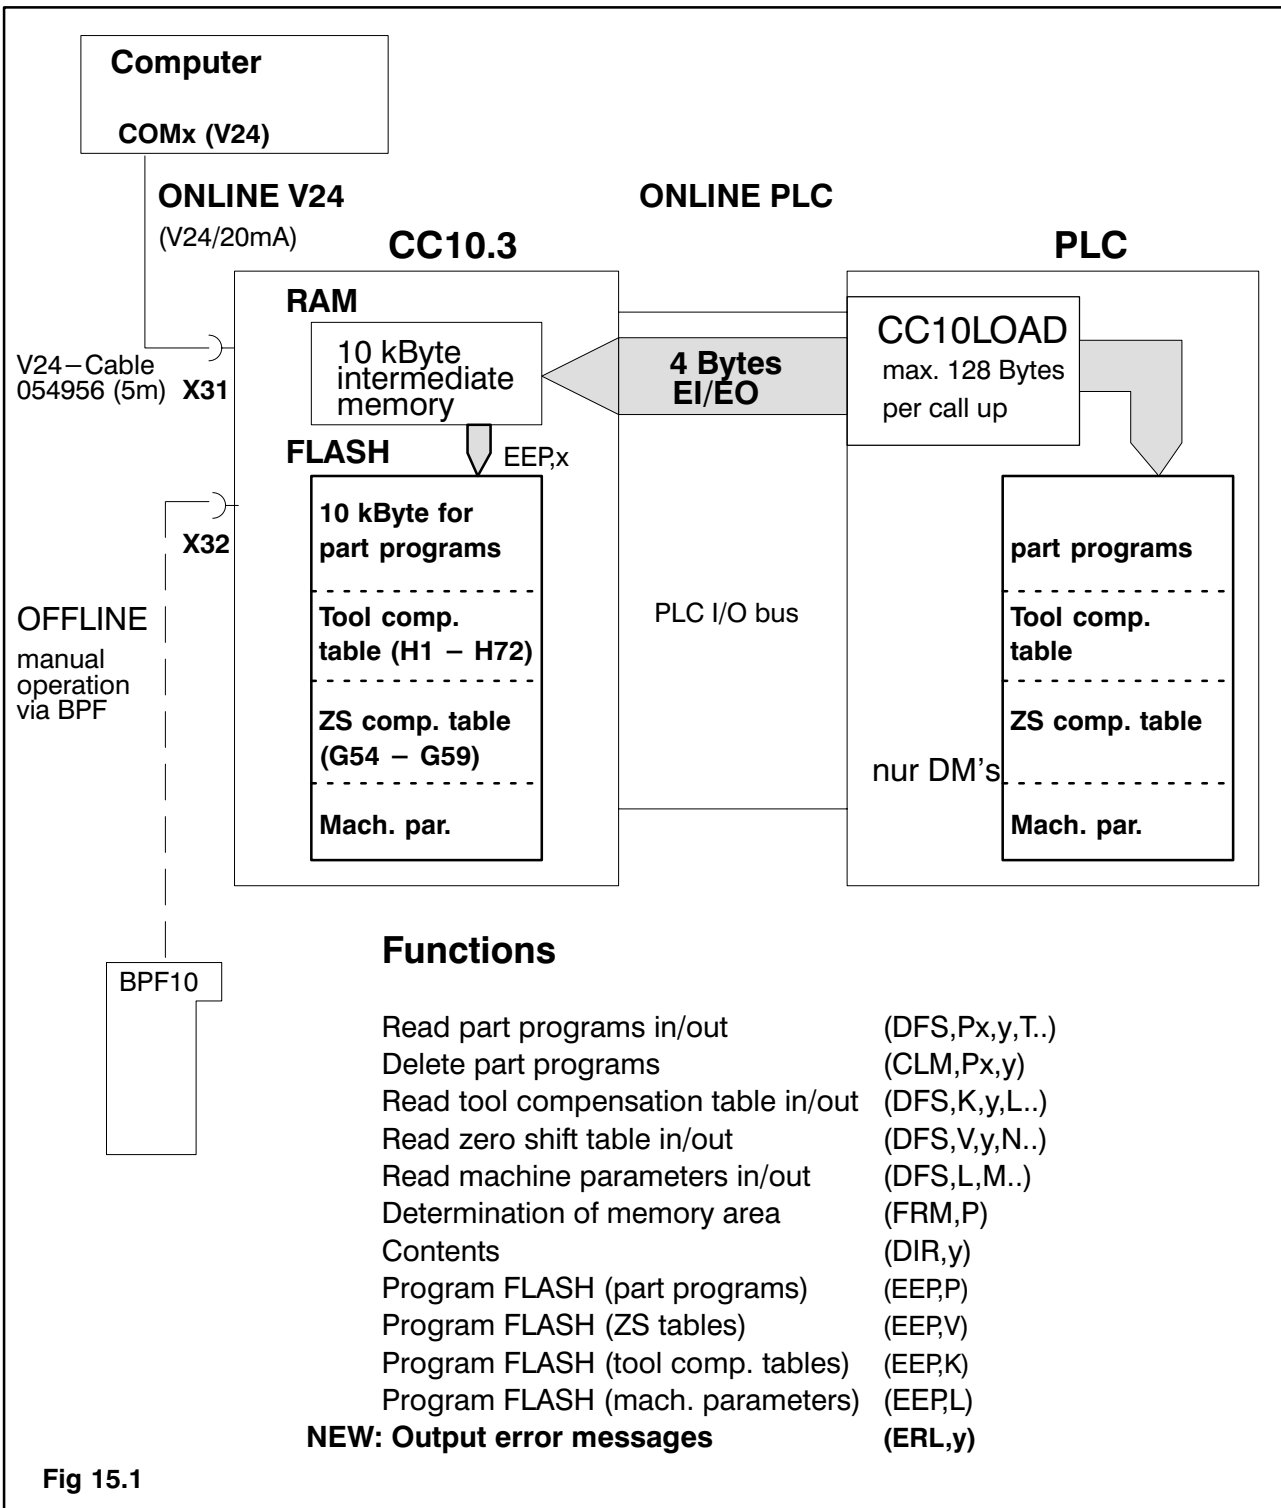 Computer
COMx (V24)
ONLINE V24
(V24/20mA)
ONLINE PLC
CC10.3
PLC
RAM
10 kByte
intermediate
memory
4 Bytes
EI/EO
CC10LOAD
max. 128 Bytes
per call up
V24–Cable
054956 (5m) X31
FLASH
EEP,x
X32
10 kByte for
part programs
Tool comp.
table (H1 – H72)
ZS comp. table
(G54 – G59)
Mach. par.
OFFLINE
manual
operation
via BPF
PLC I/O bus
part programs
Tool comp.
table
ZS comp. table
nur DM's
Mach. par.
BPF10
Functions
Read part programs in/out (DFS,Px,y,T..)
Delete part programs (CLM,Px,y)
Read tool compensation table in/out (DFS,K,y,L..)
Read zero shift table in/out (DFS,V,y,N..)
Read machine parameters in/out (DFS,L,M..)
Determination of memory area (FRM,P)
Contents (DIR,y)
Program FLASH (part programs) (EEP,P)
Program FLASH (ZS tables) (EEP,V)
Program FLASH (tool comp. tables) (EEP,K)
Program FLASH (mach. parameters) (EEP,L)
NEW: Output error messages (ERL,y)
Fig 15.1